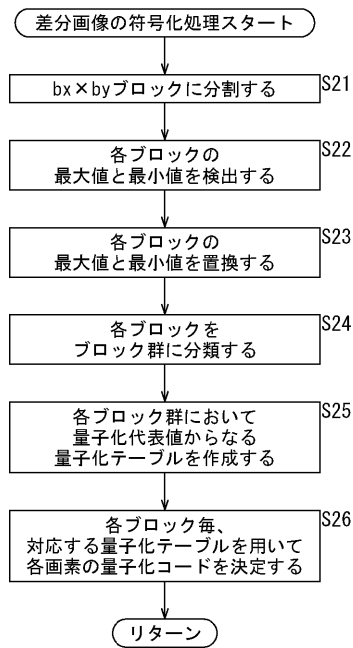 差分画像の符号化処理スタート
bx×byブロックに分割する
S21
各ブロックの
最大値と最小値を検出する
S22
各ブロックの
最大値と最小値を置換する
S23
各ブロックを
ブロック群に分類する
S24
各ブロック群において
量子化代表値からなる
量子化テーブルを作成する
S25
各ブロック毎、
対応する量子化テーブルを用いて
各画素の量子化コードを決定する
S26
リターン